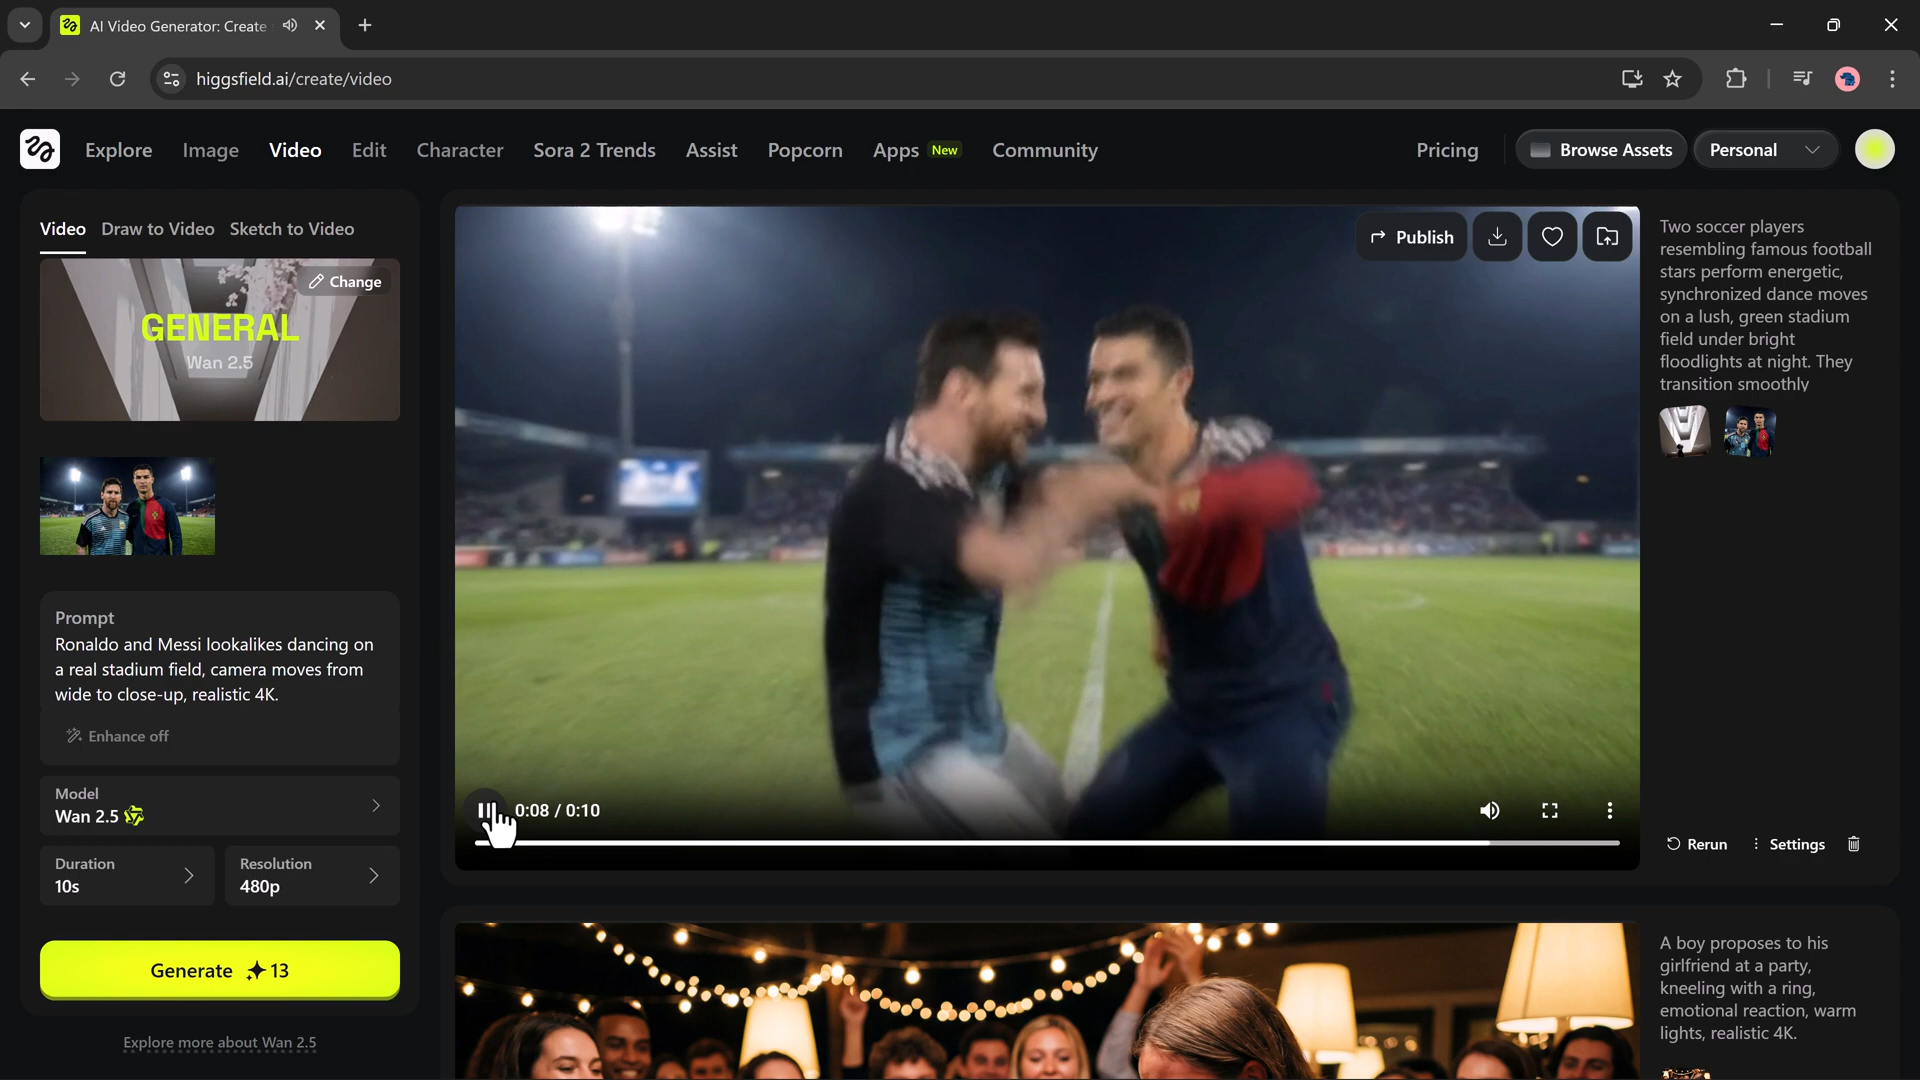 AI Video Generator: Create
higgsfield.ai/create/video
Explore
Image
Video
Edit
Character
Sora 2 Trends
Assist
Popcorn
Apps New
Community
Pricing
Browse Assets
Personal
Video
Draw to Video
Sketch to Video
Change
GENERAL
Wan 2.5
Prompt
Ronaldo and Messi lookalikes dancing on
a real stadium field, camera moves from
wide to close-up, realistic 4K.
Enhance off
Model
Wan 2.5
Duration
10s
Resolution
480p
Generate 13
Explore more about Wan 2.5
Publish
0:08 / 0:10
Two soccer players
resembling famous football
stars perform energetic,
synchronized dance moves
on a lush, green stadium
field under bright
floodlights at night. They
transition smoothly
Rerun
Settings
A boy proposes to his
girlfriend at a party,
kneeling with a ring,
emotional reaction, warm
lights, realistic 4K.